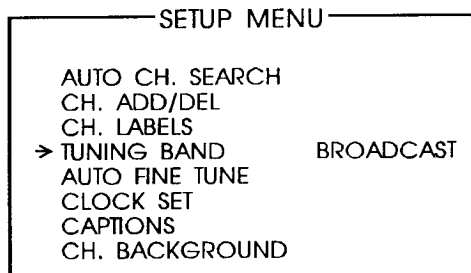 SETUP MENU
AUTO CH. SEARCH
CH. ADD/DEL
CH. LABELS
→ TUNING BAND BROADCAST
AUTO FINE TUNE
CLOCK SET
CAPTIONS
CH. BACKGROUND